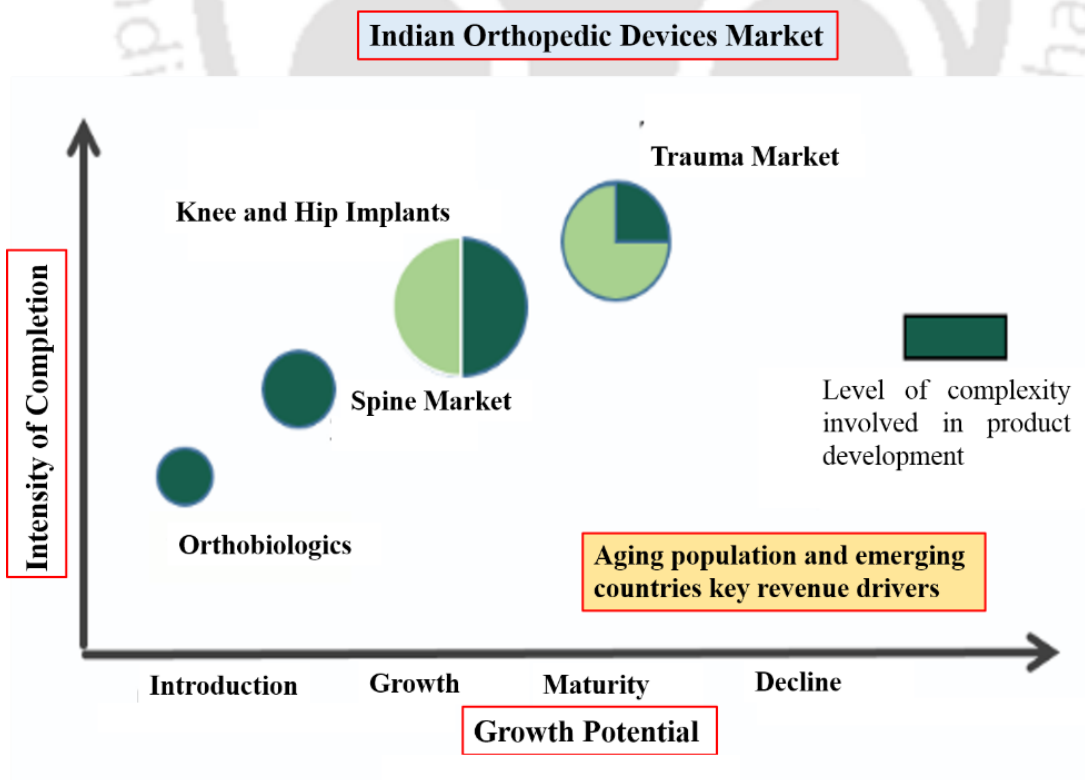 Indian Orthopedic Devices Market
Trauma Market
Knee and Hip Implants
Intensity of Completion
Spine Market
Level of complexity
involved in product
development
Orthobiologics
Aging population and emerging
countries key revenue drivers
Introduction
Growth
Maturity
Decline
Growth Potential